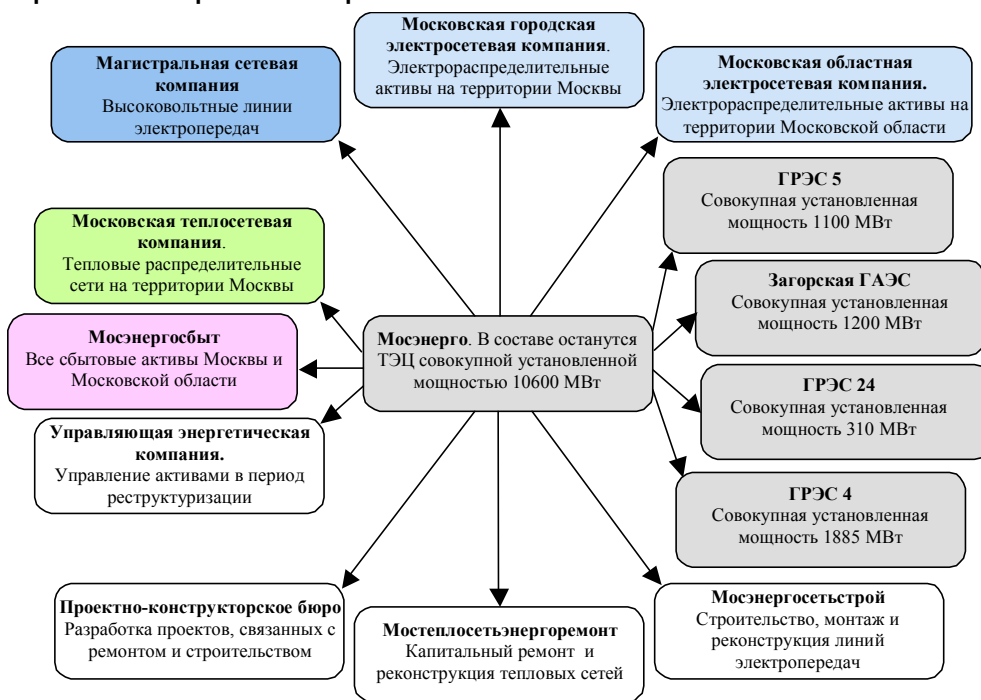 Московская городская
электросетевая компания.
Электрораспределительные
активы на территории Москвы
Магистральная сетевая
компания
Высоковольтные линии
электропередач
Московская областная
электросетевая компания.
Электрораспределительные активы на
территории Московской области
ГРЭС 5
Совокупная установленная
мощность 1100 МВт
Московская теплосетевая
компания.
Тепловые распределительные
сети на территории Москвы
Загорская ГАЭС
Совокупная установленная
мощность 1200 МВт
Мосэнергосбыт
Все сбытовые активы Москвы и
Московской области
Мосэнерго. В составе останутся
ТЭЦ совокупной установленной
мощностью 10600 МВт
ГРЭС 24
Совокупная установленная
мощность 310 МВт
Управляющая энергетическая
компания.
Управление активами в период
реструктуризации
ГРЭС 4
Совокупная установленная
мощность 1885 МВт
Проектно-конструкторское бюро
Разработка проектов, связанных с
ремонтом и строительством
Мостеплосетьэнергоремонт
Капитальный ремонт и
реконструкция тепловых сетей
Мосэнергосетьстрой
Строительство, монтаж и
реконструкция линий
электропередач